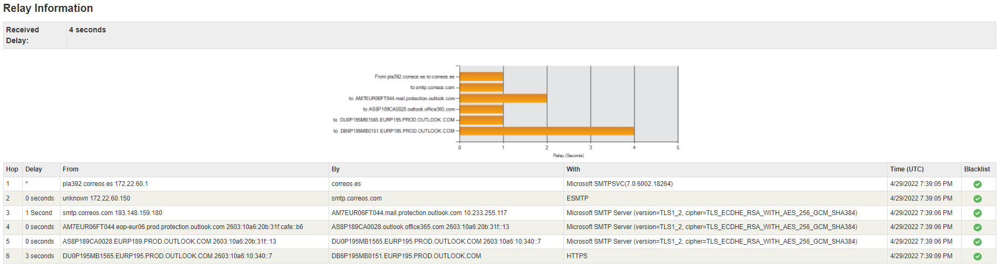 Relay Information
Received Delay: 4 seconds
From pla392.correos.es to correos.es
to smtp.correos.com
to AM7EUR06FT044.mail.protection.outlook.com
to AS8P189CA0028.outlook.office365.com
to DU0P195MB1565.EURP195.PROD.OUTLOOK.COM
to DB6P195MB0151.EURP195.PROD.OUTLOOK.COM
0 1 2 3 4 5
Relay (Seconds)
Hop Delay From By With Time (UTC) Blacklist
1 * pla392.correos.es 172.22.60.1 correos.es Microsoft SMTPSVC(7.0.6002.18264) 4/29/2022 7:39:05 PM
2 0 seconds unknown 172.22.60.150 smtp.correos.com ESMTP 4/29/2022 7:39:05 PM
3 1 Second smtp.correos.com 193.148.159.180 AM7EUR06FT044.mail.protection.outlook.com 10.233.255.117 Microsoft SMTP Server (version=TLS1_2, cipher=TLS_ECDHE_RSA_WITH_AES_256_GCM_SHA384) 4/29/2022 7:39:06 PM
4 0 seconds AM7EUR06FT044.eop-eur06.prod.protection.outlook.com 2603:10a6:20b:31f:cafe::b6 AS8P189CA0028.outlook.office365.com 2603:10a6:20b:31f::13 Microsoft SMTP Server (version=TLS1_2, cipher=TLS_ECDHE_RSA_WITH_AES_256_GCM_SHA384) 4/29/2022 7:39:06 PM
5 0 seconds AS8P189CA0028.EURP189.PROD.OUTLOOK.COM 2603:10a6:20b:31f::13 DU0P195MB1565.EURP195.PROD.OUTLOOK.COM 2603:10a6:10:340::7 Microsoft SMTP Server (version=TLS1_2, cipher=TLS_ECDHE_RSA_WITH_AES_256_GCM_SHA384) 4/29/2022 7:39:06 PM
6 3 seconds DU0P195MB1565.EURP195.PROD.OUTLOOK.COM 2603:10a6:10:340::7 DB6P195MB0151.EURP195.PROD.OUTLOOK.COM HTTPS 4/29/2022 7:39:09 PM